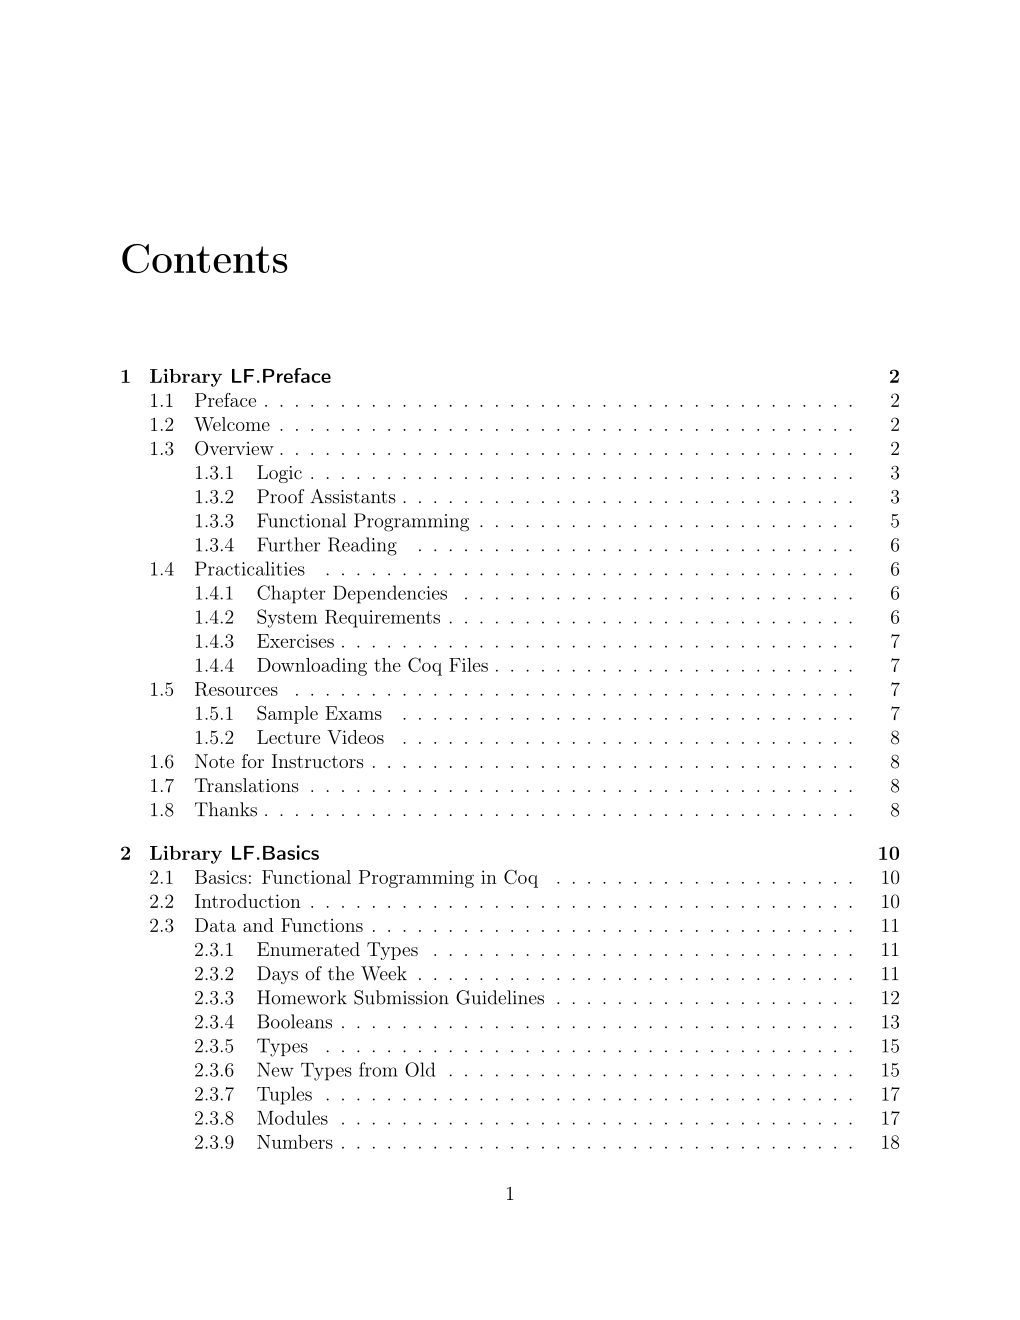 Contents
1 Library LF.Preface 2
1.1 Preface . . . . . . . . . . . . . . . . . . . . . . . . . . . . . . . . . . . . . . . 2
1.2 Welcome . . . . . . . . . . . . . . . . . . . . . . . . . . . . . . . . . . . . . . 2
1.3 Overview . . . . . . . . . . . . . . . . . . . . . . . . . . . . . . . . . . . . . . 2
1.3.1 Logic . . . . . . . . . . . . . . . . . . . . . . . . . . . . . . . . . . . . 3
1.3.2 Proof Assistants . . . . . . . . . . . . . . . . . . . . . . . . . . . . . . 3
1.3.3 Functional Programming . . . . . . . . . . . . . . . . . . . . . . . . . 5
1.3.4 Further Reading . . . . . . . . . . . . . . . . . . . . . . . . . . . . . 6
1.4 Practicalities . . . . . . . . . . . . . . . . . . . . . . . . . . . . . . . . . . . 6
1.4.1 Chapter Dependencies . . . . . . . . . . . . . . . . . . . . . . . . . . 6
1.4.2 System Requirements . . . . . . . . . . . . . . . . . . . . . . . . . . . 6
1.4.3 Exercises . . . . . . . . . . . . . . . . . . . . . . . . . . . . . . . . . . 7
1.4.4 Downloading the Coq Files . . . . . . . . . . . . . . . . . . . . . . . . 7
1.5 Resources . . . . . . . . . . . . . . . . . . . . . . . . . . . . . . . . . . . . . 7
1.5.1 Sample Exams . . . . . . . . . . . . . . . . . . . . . . . . . . . . . . 7
1.5.2 Lecture Videos . . . . . . . . . . . . . . . . . . . . . . . . . . . . . . 8
1.6 Note for Instructors . . . . . . . . . . . . . . . . . . . . . . . . . . . . . . . . 8
1.7 Translations . . . . . . . . . . . . . . . . . . . . . . . . . . . . . . . . . . . . 8
1.8 Thanks . . . . . . . . . . . . . . . . . . . . . . . . . . . . . . . . . . . . . . . 8
2 Library LF.Basics 10
2.1 Basics: Functional Programming in Coq . . . . . . . . . . . . . . . . . . . . 10
2.2 Introduction . . . . . . . . . . . . . . . . . . . . . . . . . . . . . . . . . . . . 10
2.3 Data and Functions . . . . . . . . . . . . . . . . . . . . . . . . . . . . . . . . 11
2.3.1 Enumerated Types . . . . . . . . . . . . . . . . . . . . . . . . . . . . 11
2.3.2 Days of the Week . . . . . . . . . . . . . . . . . . . . . . . . . . . . . 11
2.3.3 Homework Submission Guidelines . . . . . . . . . . . . . . . . . . . . 12
2.3.4 Booleans . . . . . . . . . . . . . . . . . . . . . . . . . . . . . . . . . . 13
2.3.5 Types . . . . . . . . . . . . . . . . . . . . . . . . . . . . . . . . . . . 15
2.3.6 New Types from Old . . . . . . . . . . . . . . . . . . . . . . . . . . . 15
2.3.7 Tuples . . . . . . . . . . . . . . . . . . . . . . . . . . . . . . . . . . . 17
2.3.8 Modules . . . . . . . . . . . . . . . . . . . . . . . . . . . . . . . . . . 17
2.3.9 Numbers . . . . . . . . . . . . . . . . . . . . . . . . . . . . . . . . . . 18
1